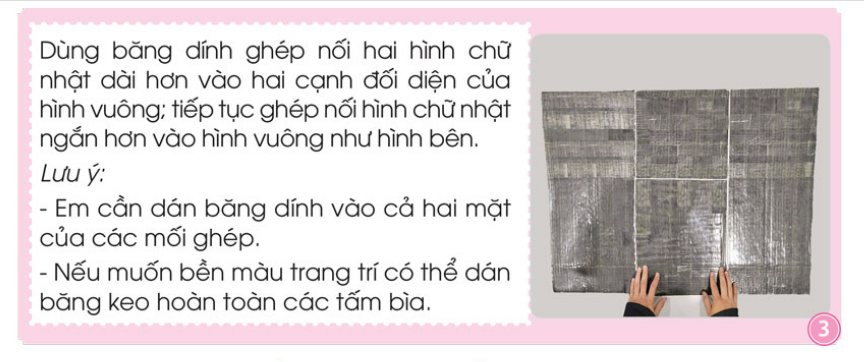 Dùng băng dính ghép nối hai hình chữ
nhật dài hơn vào hai cạnh đối diện của
hình vuông; tiếp tục ghép nối hình chữ nhật
ngắn hơn vào hình vuông như hình bên.
Lưu ý:
- Em cần dán băng dính vào cả hai mặt
của các mối ghép.
- Nếu muốn bền màu trang trí có thể dán
băng keo hoàn toàn các tấm bìa.
3